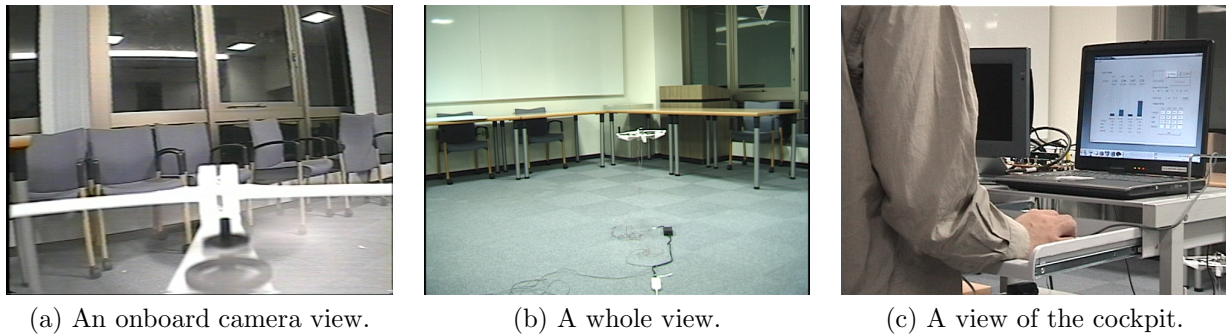 (a) An onboard camera view.
(b) A whole view.
(c) A view of the cockpit.